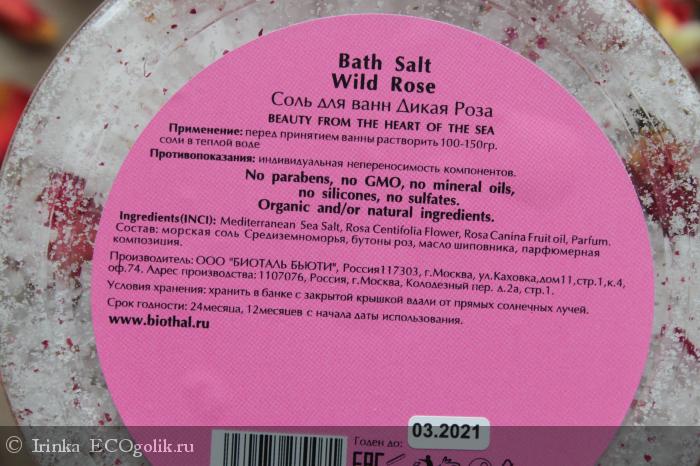 Bath Salt
Wild Rose
Соль для ванн Дикая Роза
BEAUTY FROM THE HEART OF THE SEA
Применение: перед принятием ванны растворить 100-150гр.
соли в теплой воде
Противопоказания: индивидуальная непереносимость компонентов.
No parabens, no GMO, no mineral oils,
no silicones, no sulfates.
Organic and/or natural ingredients.
Ingredients(INCI): Mediterranean Sea Salt, Rosa Centifolia Flower, Rosa Canina Fruit oil, Parfum.
Состав: морская соль Средиземноморья, бутоны роз, масло шиповника, парфюмерная
композиция.
Производитель: ООО "БИОТАЛЬ БЬЮТИ", Россия117303, г.Москва, ул.Каховка,дом11,стр.1,к.4,
оф.74. Адрес производства: 1107076, Россия, г.Москва, Колодезный пер. д.2а, стр.1.
Условия хранения: хранить в банке с закрытой крышкой вдали от прямых солнечных лучей.
Срок годности: 24месяца, 12месяцев с начала даты использования.
www.biothal.ru
Годен до: 03.2021
EAC
© Irinka ECOgolik.ru